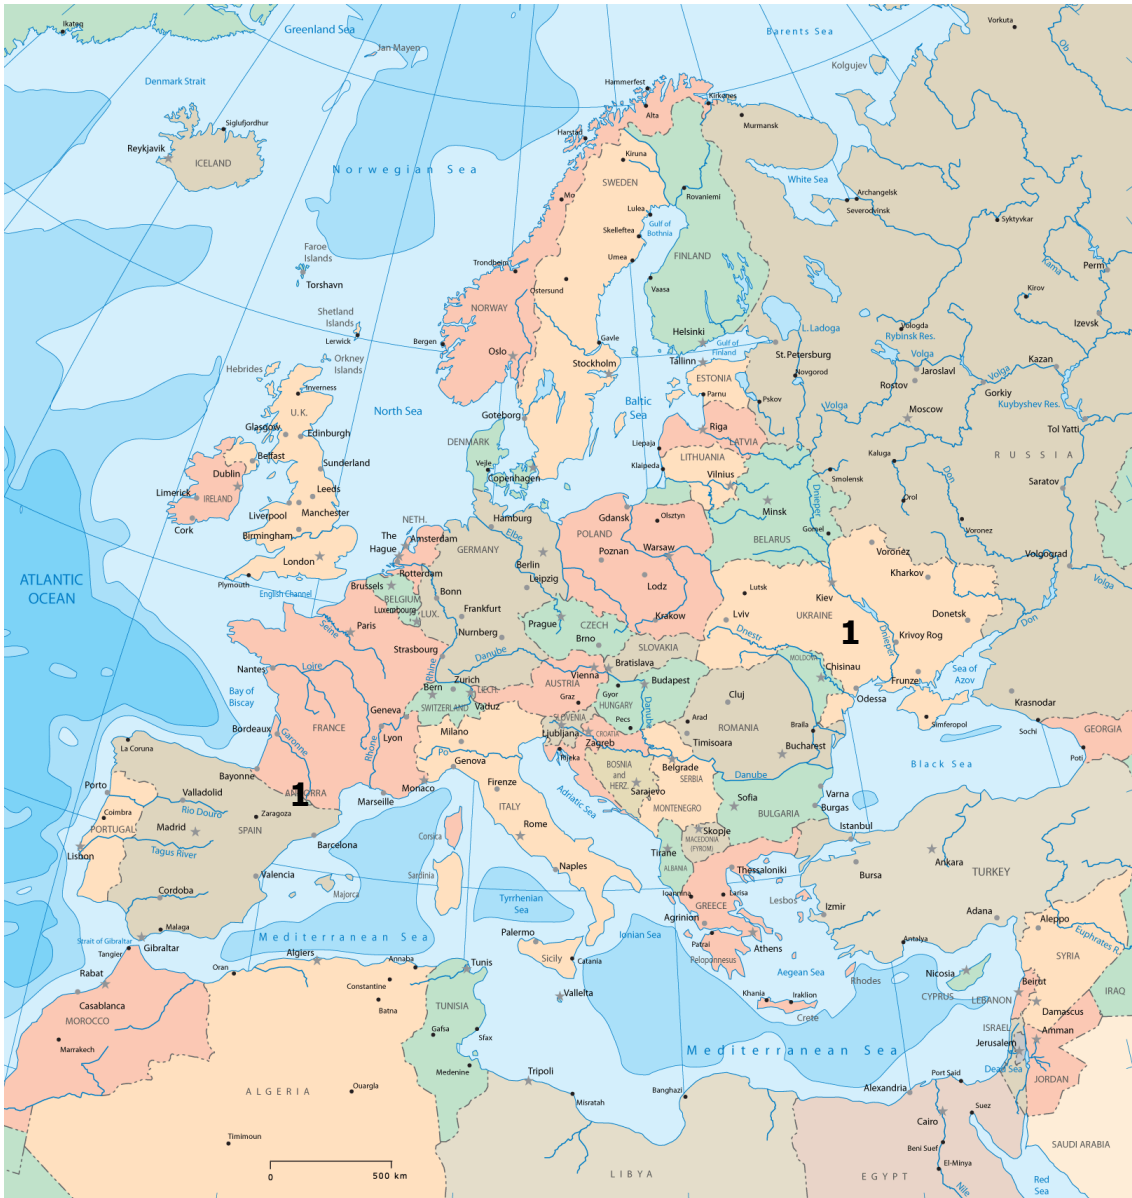 Ikateq
Greenland Sea
Jan Mayen
Barents Sea
Vorkuta
Ob
Kolgujev
Denmark Strait
Hammerfest
Kirkenes
Alta
Murmansk
Siglufjordhur
Reykjavik
ICELAND
Harstad
Kiruna
Norwegian Sea
SWEDEN
White Sea
Archangelsk
Severodvinsk
Mo
Rovaniemi
Lulea
Gulf of
Bothnia
Skelleftea
Syktyvkar
Faroe
Islands
Torshavn
Trondheim
Umea
FINLAND
Kama
Perm
Ostersund
Vaasa
Kirov
Shetland
Islands
Lerwick
NORWAY
Izevsk
Bergen
Oslo
Gavle
Helsinki
Gulf of
Finland
L.Ladoga
Vologda
Rybinsk Res.
Orkney
Islands
Hebrides
Stockholm
Tallinn
St.Petersburg
Novgorod
Volga
Jaroslavl
Rostov
Kazan
Volga
Gorkiy
Inverness
U.K.
North Sea
ESTONIA
Parnu
Pskov
Baltic
Sea
Volga
Moscow
Kuybyshev Res.
Tol Yatti
Goteborg
Glasgow
Edinburgh
Riga
LATVIA
DENMARK
Liepaja
LITHUANIA
Klaipeda
Vilnius
Kaluga
RUSSIA
Belfast
Sunderland
Vejle
Copenhagen
Smolensk
Don
Saratov
Dublin
IRELAND
Limerick
Leeds
Liverpool
Manchester
Cork
Dnieper
Minsk
Orol
Voronez
Hamburg
Gdansk
Olsztyn
NETH.
The
Hague
Amsterdam
Elbe
POLAND
Gomel
BELARUS
Birmingham
GERMANY
Berlin
Poznan
Warsaw
Voronez
Volgograd
Volga
London
Plymouth
Rotterdam
Leipzig
Kharkov
ATLANTIC
OCEAN
English Channel
Brussels
BELGIUM
Bonn
Lodz
Lutsk
Kiev
Luxembourg
LUX.
Frankfurt
Prague
CZECH
Krakow
Lviv
UKRAINE
Donetsk
Don
Seine
Paris
Nurnberg
Brno
Dnestr
1
Dnieper
Krivoy Rog
Strasbourg
Danube
SLOVAKIA
MOLDOVA
Chisinau
Nantes
Loire
Rhine
Vienna
Bratislava
Sea of
Azov
Frunze
Zurich
Bern
LECH.
Vaduz
SWITZERLAND
AUSTRIA
Graz
Gyor
Budapest
HUNGARY
Cluj
Odessa
Krasnodar
Bay of
Biscay
Geneva
SLOVENIA
Pecs
Danube
Arad
ROMANIA
Simferopol
Bordeaux
FRANCE
Garonne
Lyon
Rhone
Milano
Ljubljana
CROATIA
Zagreb
Timisoara
Braila
Sochi
GEORGIA
La Coruna
Po
Genova
Rijeka
BOSNIA
and
HERZ.
Belgrade
SERBIA
Bucharest
Poti
Black Sea
Bayonne
ANDORRA
1
Marseille
Monaco
Firenze
ITALY
Adriatic Sea
Sarajevo
MONTENEGRO
Danube
Varna
Burgas
Sofia
BULGARIA
Porto
Valladolid
Rio Douro
Zaragoza
Coimbra
PORTUGAL
Madrid
SPAIN
Corsica
Rome
Skopje
MACEDONIA
(FYROM)
Istanbul
Barcelona
Lisbon
Tagus River
Tirane
ALBANIA
Ankara
TURKEY
Valencia
Sardinia
Naples
Thessaloniki
Bursa
Cordoba
Majorca
Tyrrhenian
Sea
Ioannina
Larisa
GREECE
Lesbos
Izmir
Adana
Aleppo
Malaga
Strait of Gibraltar
Gibraltar
Tangier
Mediterranean Sea
Palermo
Ionian Sea
Agrinion
Patrai
Athens
Antalya
Euphrates R.
Algiers
Annaba
Tunis
Sicily
Catania
Peloponnesus
SYRIA
Rabat
Oran
Constantine
Aegean Sea
Rhodes
Nicosia
CYPRUS
Beirut
LEBANON
IRAQ
Casablanca
MOROCCO
Batna
TUNISIA
Valletta
Khania
Iraklion
Crete
Damascus
Marrakech
Gafsa
Sfax
ISRAEL
Amman
Jerusalem
Mediterranean Sea
Medenine
Dead Sea
JORDAN
ALGERIA
Ouargla
Tripoli
Misratah
Banghazi
Alexandria
Port Said
Suez
Timimoun
Cairo
Beni Suef
SAUDI ARABIA
El-Minya
0
500 km
LIBYA
EGYPT
Nile
Red
Sea